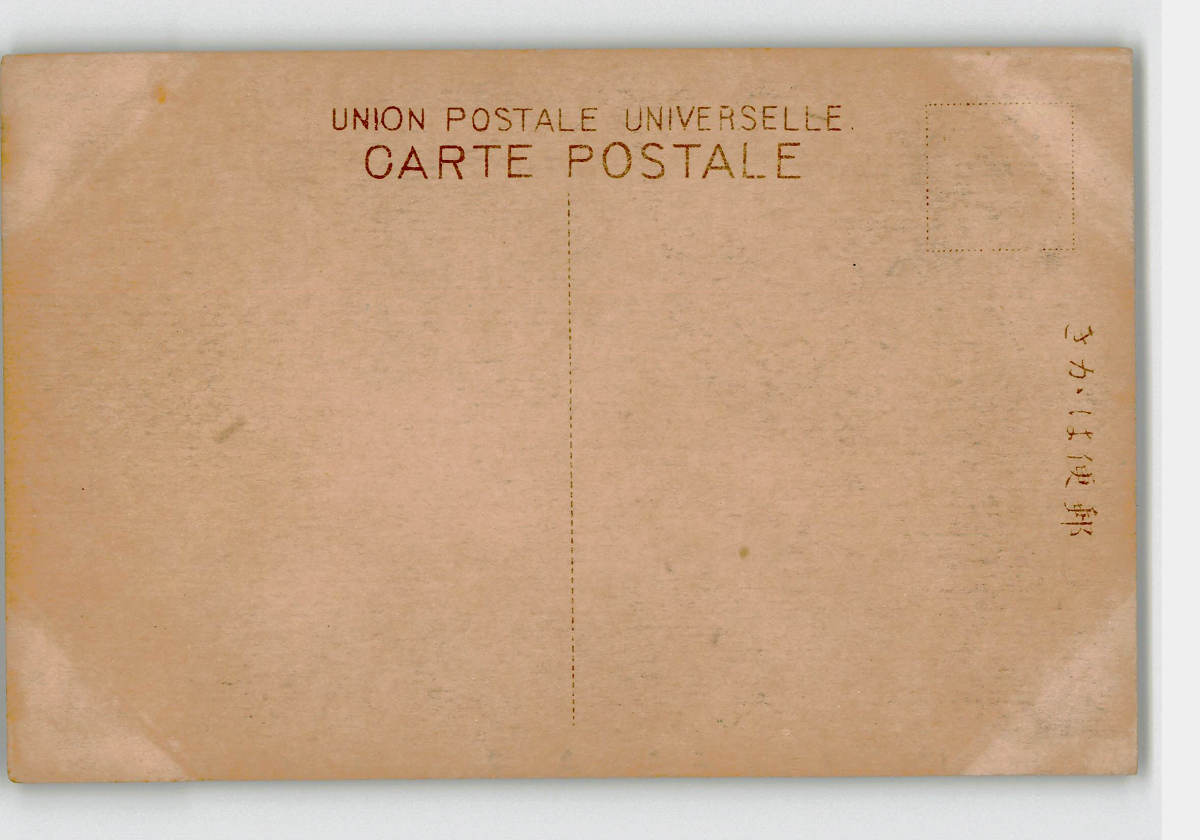 UNION POSTALE UNIVERSELLE.
CARTE POSTALE
郵便はがき